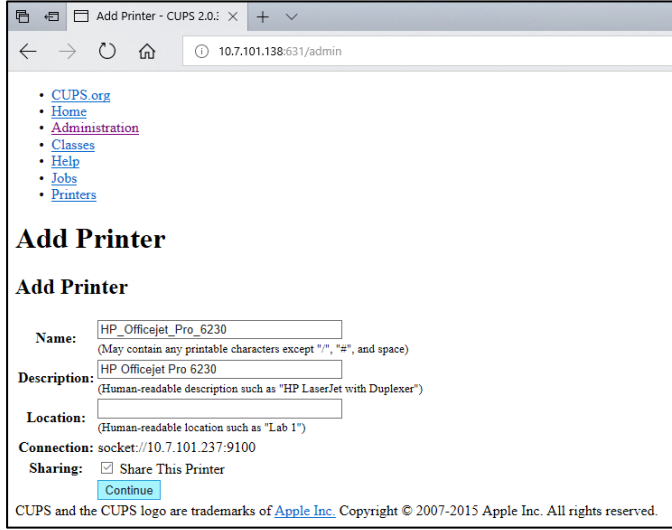 Add Printer - CUPS 2.0.3
10.7.101.138:631/admin
CUPS.org
Home
Administration
Classes
Help
Jobs
Printers
Add Printer
Add Printer
Name: HP_Officejet_Pro_6230
(May contain any printable characters except "/", "#", and space)
Description: HP Officejet Pro 6230
(Human-readable description such as "HP LaserJet with Duplexer")
Location:
(Human-readable location such as "Lab 1")
Connection: socket://10.7.101.237:9100
Sharing: Share This Printer
Continue
CUPS and the CUPS logo are trademarks of Apple Inc. Copyright © 2007-2015 Apple Inc. All rights reserved.